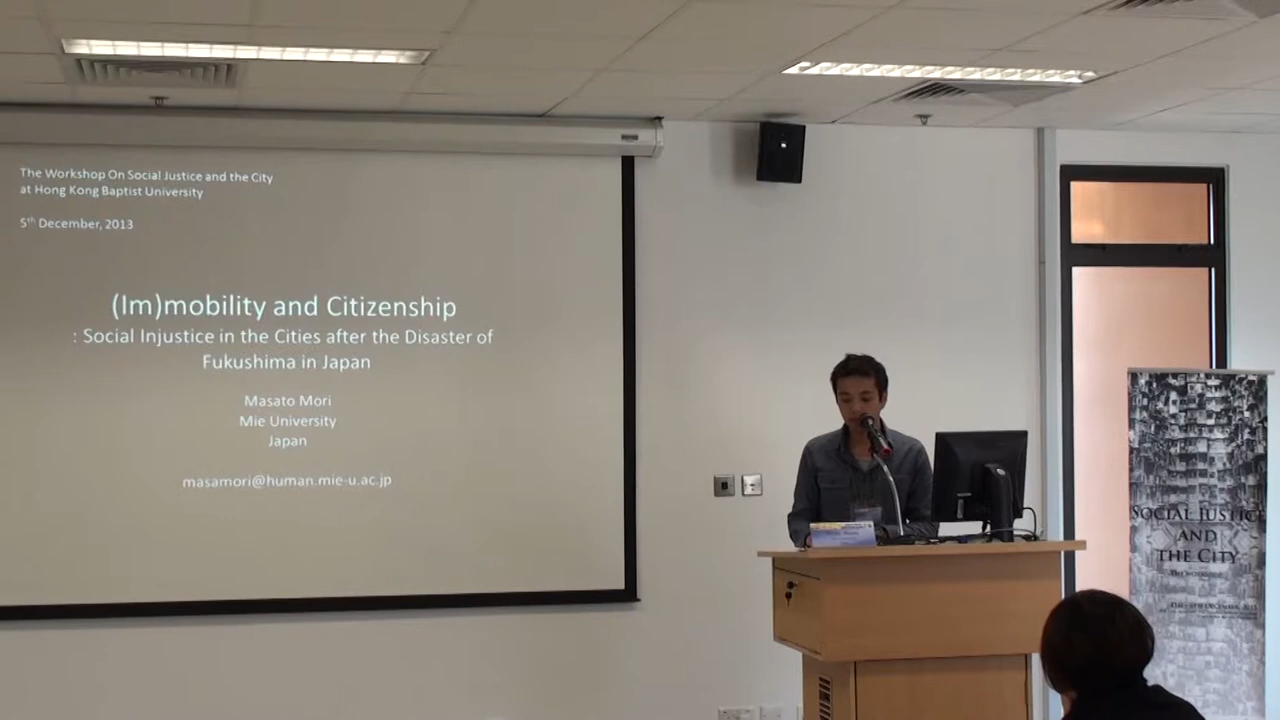 The Workshop On Social Justice and the City
at Hong Kong Baptist University
5th December, 2013
(Im)mobility and Citizenship
: Social Injustice in the Cities after the Disaster of
Fukushima in Japan
Masato Mori
Mie University
Japan
masamori@human.mie-u.ac.jp
SOCIAL JUSTICE
AND
THE CITY